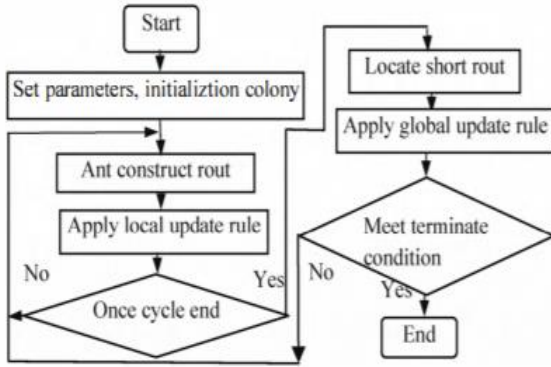 Start
Set parameters, initializtion colony
Ant construct rout
Apply local update rule
No
Yes
Once cycle end
Locate short rout
Apply global update rule
Meet terminate
condition
No
Yes
End